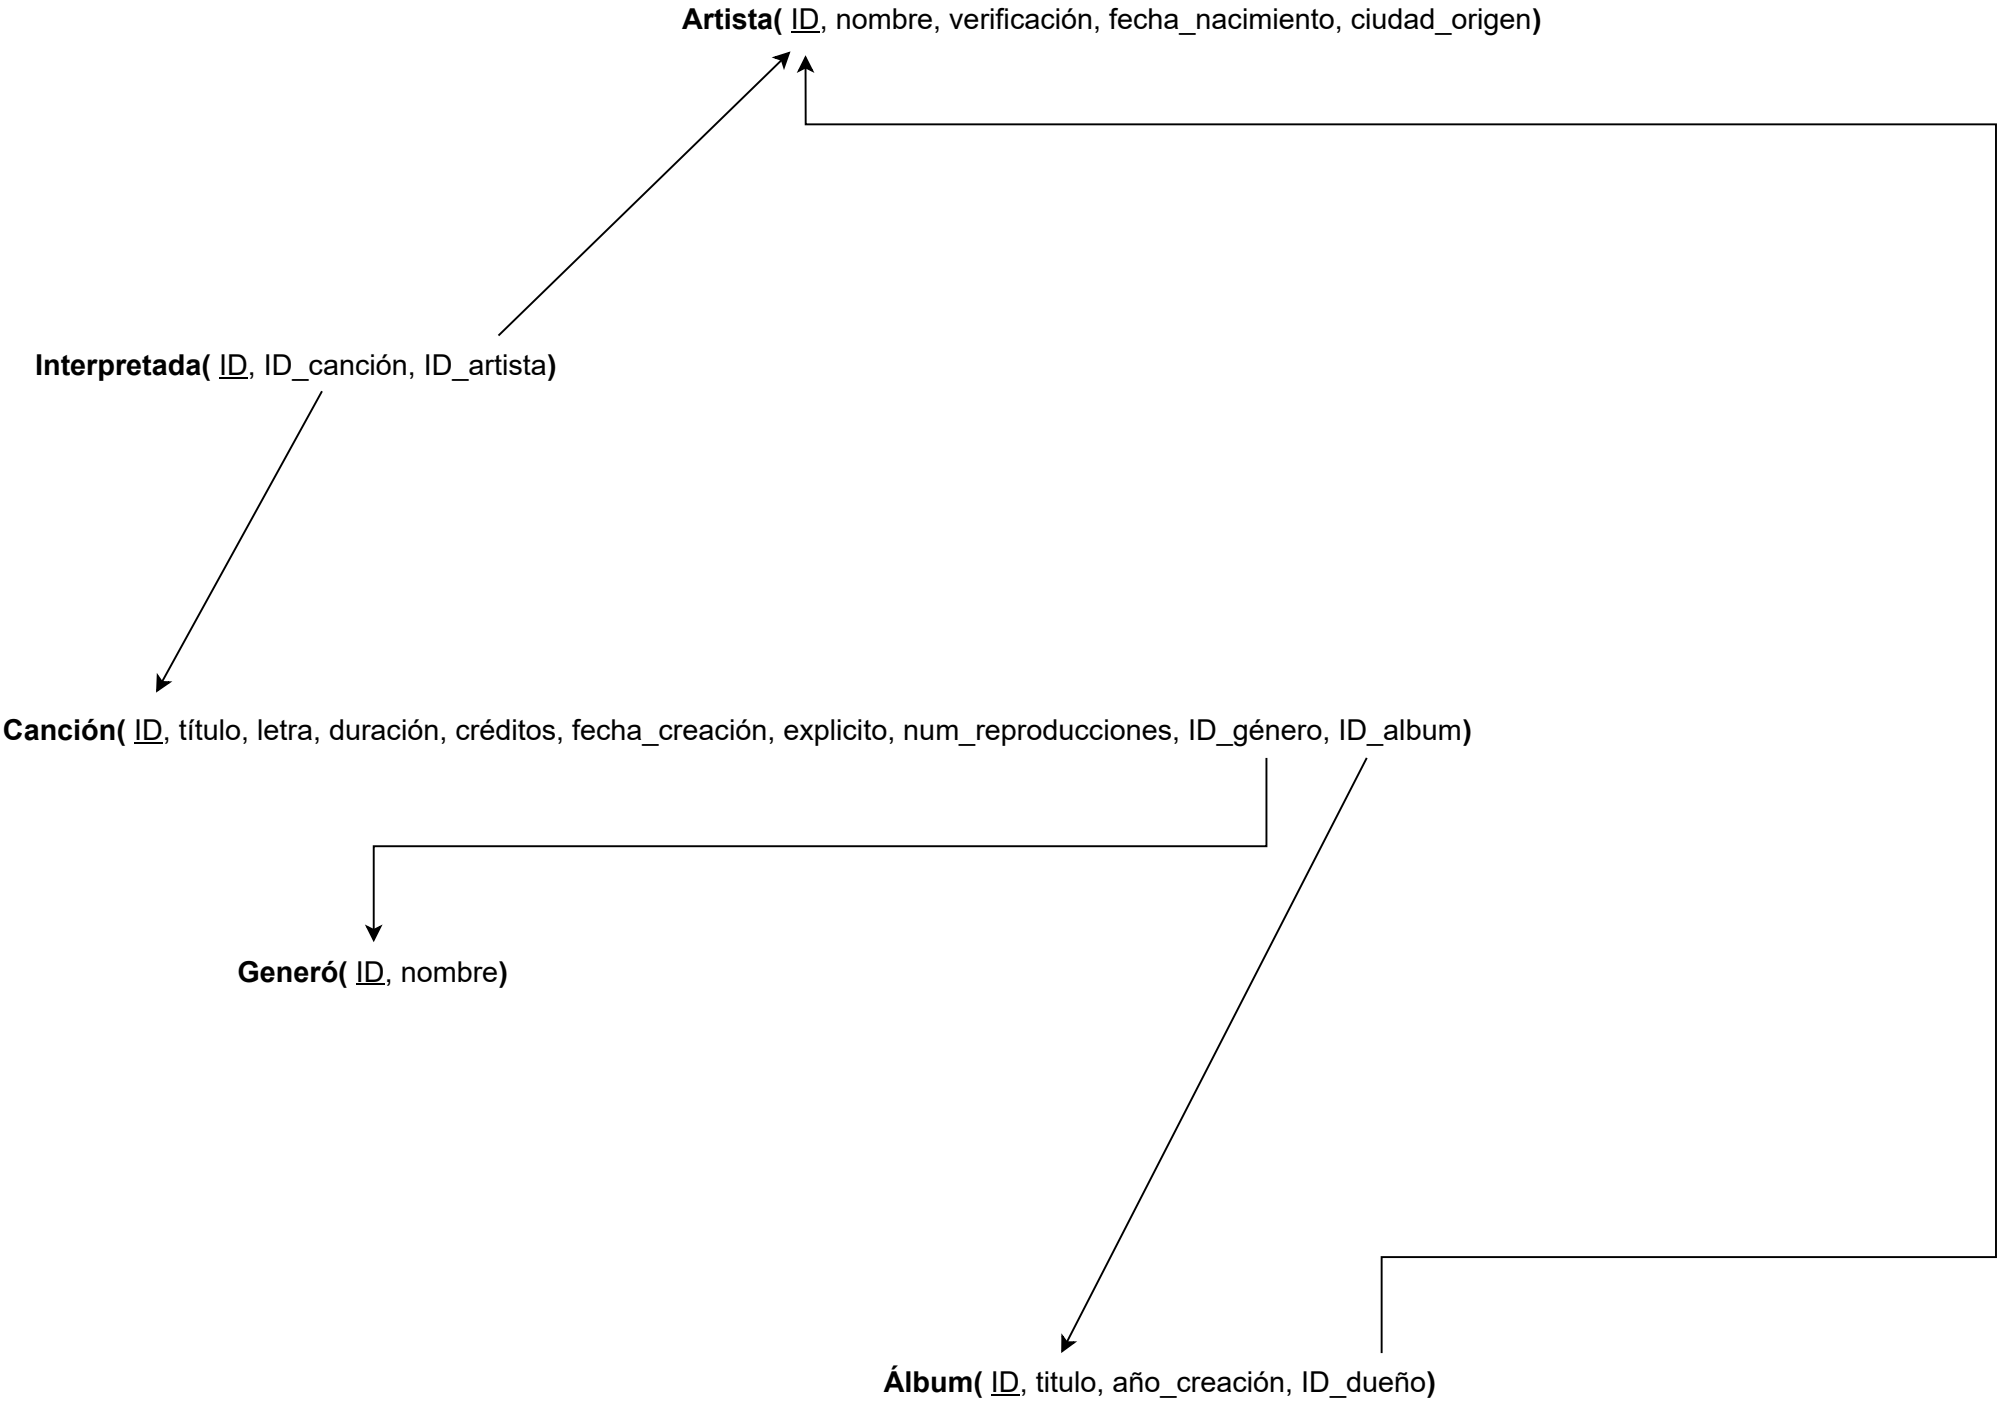 Artista( ID, nombre, verificación, fecha_nacimiento, ciudad_origen)
Interpretada( ID, ID_canción, ID_artista)
Canción( ID, título, letra, duración, créditos, fecha_creación, explicito, num_reproducciones, ID_género, ID_album)
Generó( ID, nombre)
Álbum( ID, titulo, año_creación, ID_dueño)